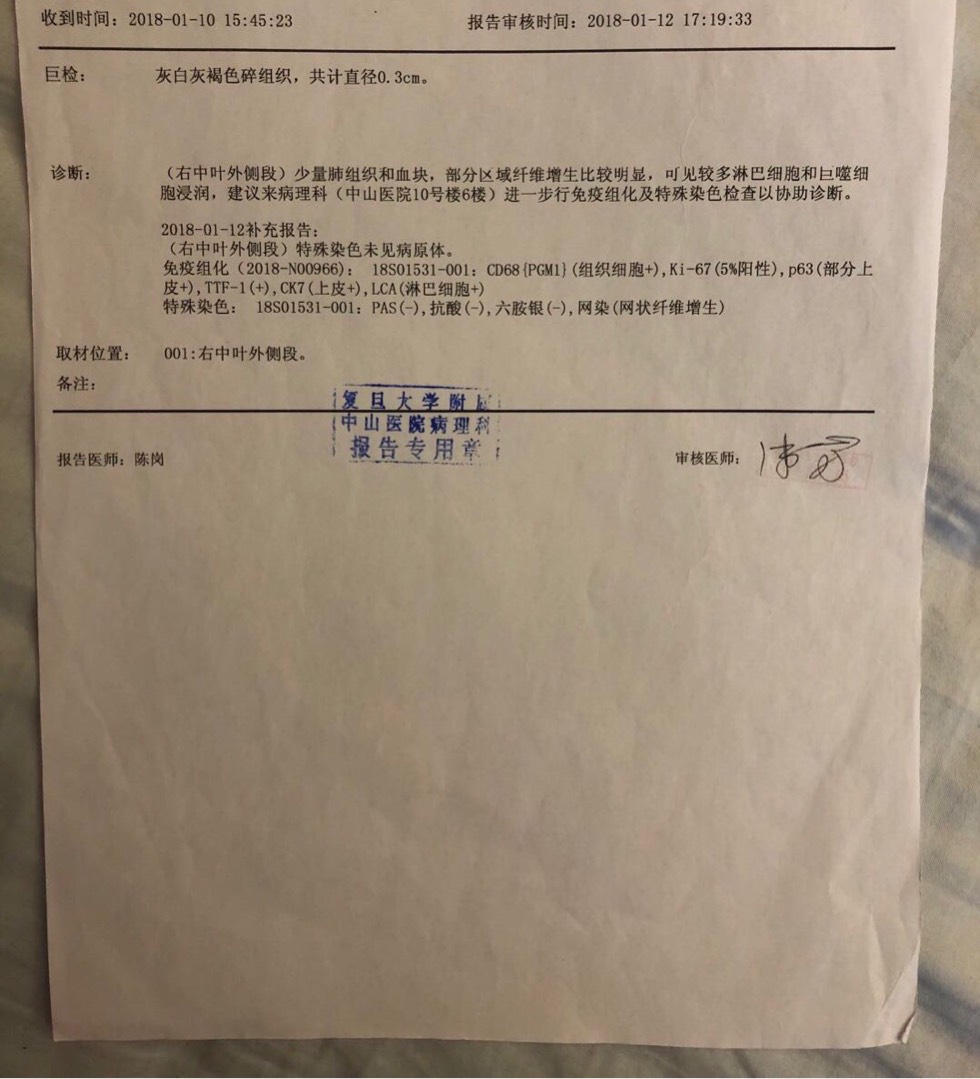 收到时间：2018-01-10 15:45:23 报告审核时间：2018-01-12 17:19:33
巨检： 灰白灰褐色碎组织，共计直径0.3cm。
诊断： （右中叶外侧段）少量肺组织和血块，部分区域纤维增生比较明显，可见较多淋巴细胞和巨噬细
胞浸润，建议来病理科（中山医院10号楼6楼）进一步行免疫组化及特殊染色检查以协助诊断。
2018-01-12补充报告：
（右中叶外侧段）特殊染色未见病原体。
免疫组化（2018-N00966）： 18S01531-001：CD68{PGM1}(组织细胞+),Ki-67(5%阳性),p63(部分上
皮+),TTF-1(+),CK7(上皮+),LCA(淋巴细胞+)
特殊染色： 18S01531-001：PAS(-),抗酸(-),六胺银(-),网染(网状纤维增生)
取材位置： 001:右中叶外侧段。
备注：
复旦大学附属
中山医院病理科
报告专用章
报告医师：陈岗 审核医师：